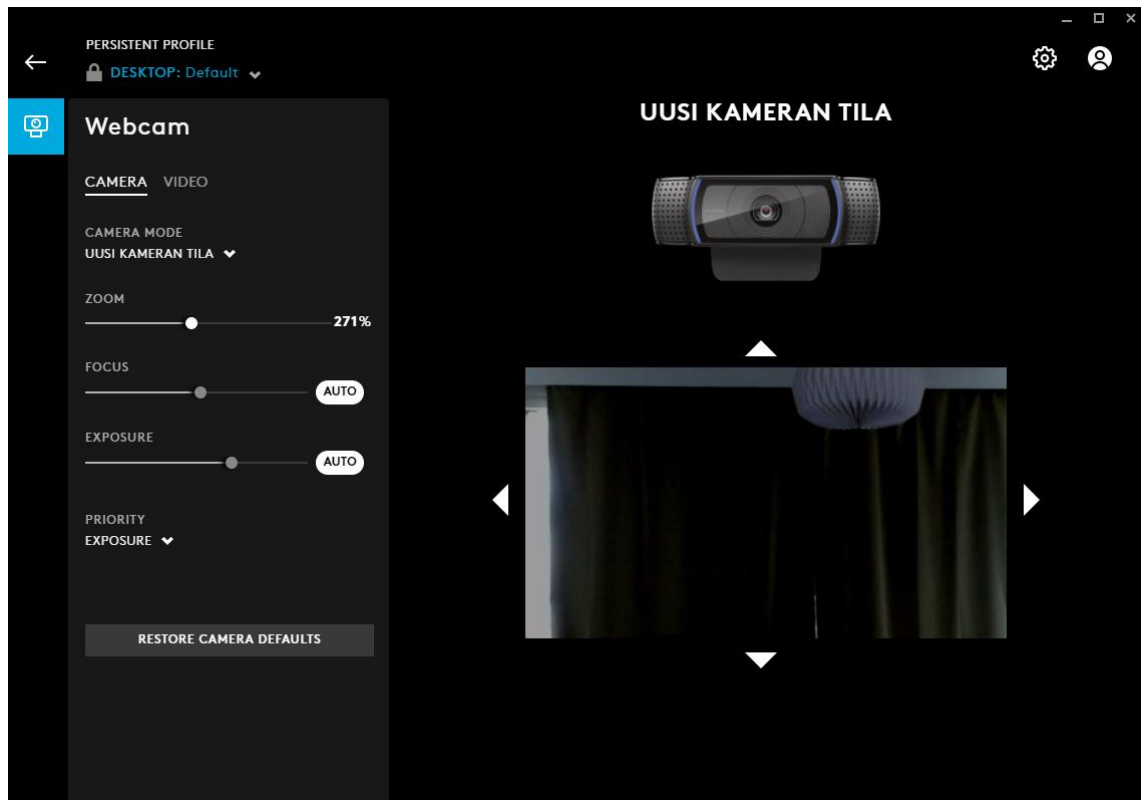 PERSISTENT PROFILE
DESKTOP: Default
UUSI KAMERAN TILA
Webcam
CAMERA VIDEO
CAMERA MODE
UUSI KAMERAN TILA
ZOOM
271%
FOCUS
AUTO
EXPOSURE
AUTO
PRIORITY
EXPOSURE
RESTORE CAMERA DEFAULTS